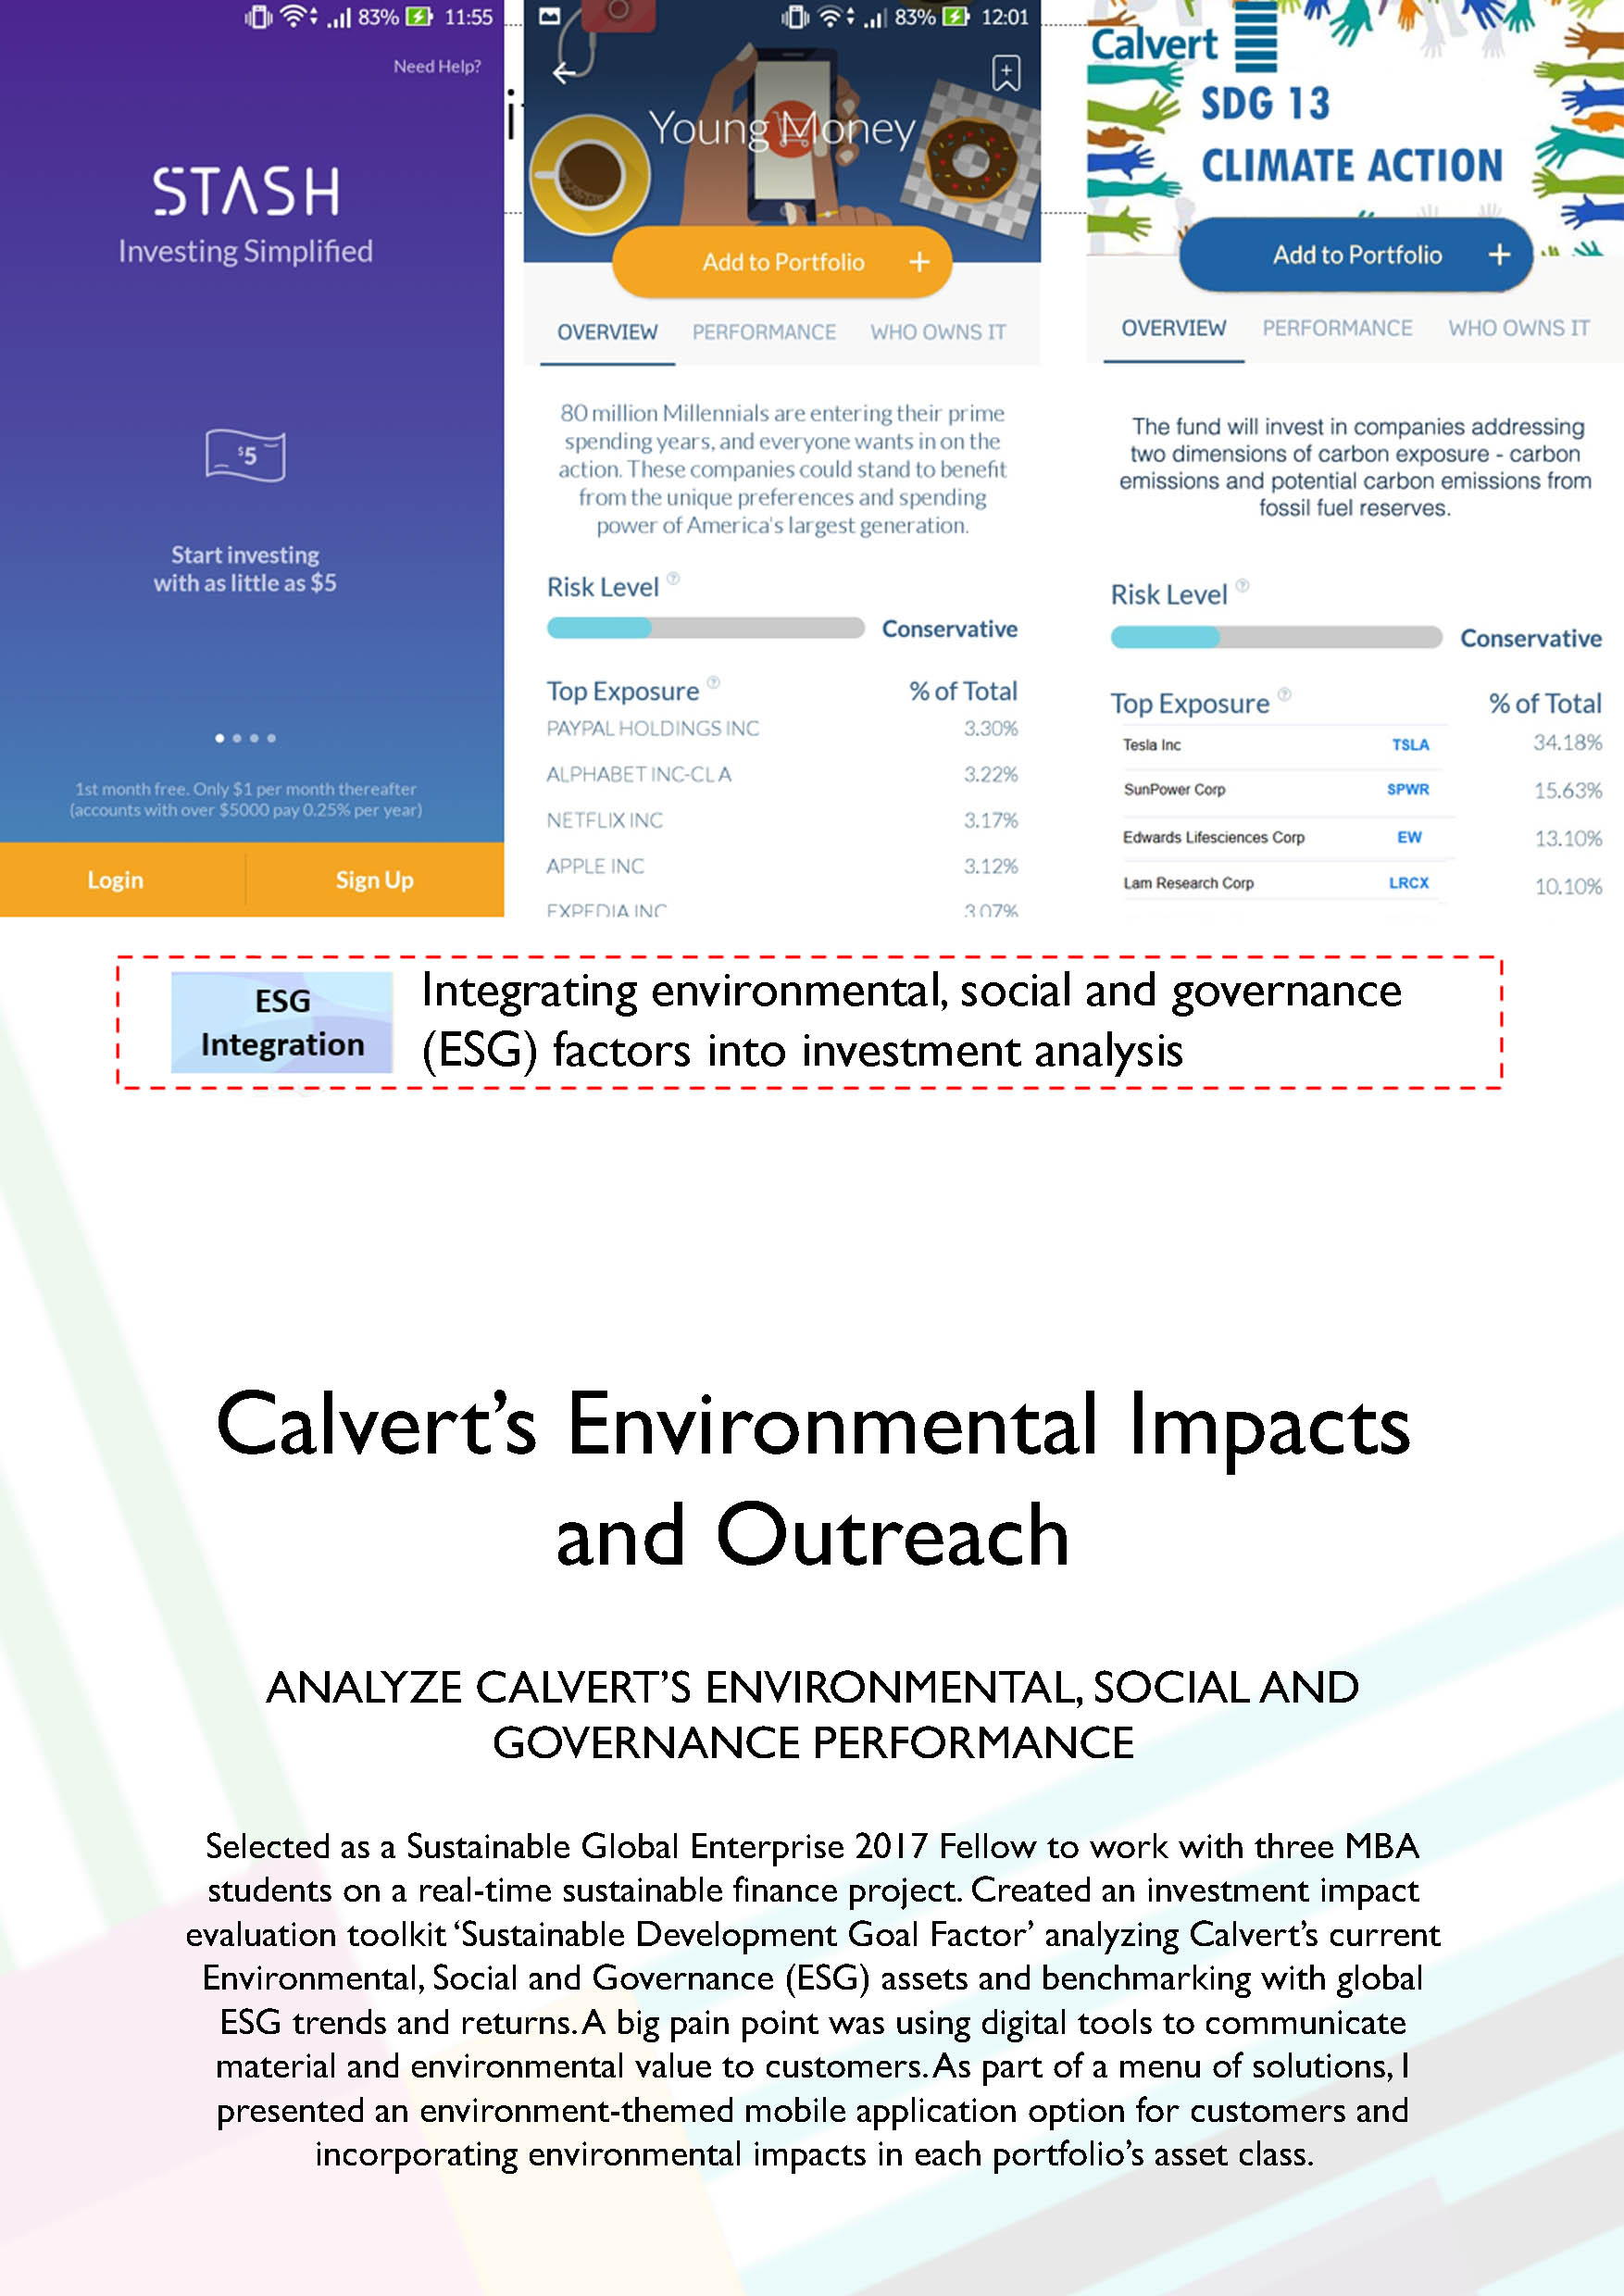 83% 11:55
Need Help?
STASH
Investing Simplified
$5
Start investing
with as little as $5
1st month free. Only $1 per month thereafter
(accounts with over $5000 pay 0.25% per year)
Login Sign Up
83% 12:01
Young Money
Add to Portfolio +
OVERVIEW PERFORMANCE WHO OWNS IT
80 million Millennials are entering their prime
spending years, and everyone wants in on the
action. These companies could stand to benefit
from the unique preferences and spending
power of America's largest generation.
Risk Level ?
Conservative
Top Exposure ? % of Total
PAYPAL HOLDINGS INC 3.30%
ALPHABET INC-CL A 3.22%
NETFLIX INC 3.17%
APPLE INC 3.12%
EXPEDIA INC 3.07%
Calvert
SDG 13
CLIMATE ACTION
Add to Portfolio +
OVERVIEW PERFORMANCE WHO OWNS IT
The fund will invest in companies addressing
two dimensions of carbon exposure - carbon
emissions and potential carbon emissions from
fossil fuel reserves.
Risk Level ?
Conservative
Top Exposure ? % of Total
Tesla Inc TSLA 34.18%
SunPower Corp SPWR 15.63%
Edwards Lifesciences Corp EW 13.10%
Lam Research Corp LRCX 10.10%
ESG
Integration
Integrating environmental, social and governance
(ESG) factors into investment analysis
Calvert’s Environmental Impacts
and Outreach
ANALYZE CALVERT’S ENVIRONMENTAL, SOCIAL AND
GOVERNANCE PERFORMANCE
Selected as a Sustainable Global Enterprise 2017 Fellow to work with three MBA
students on a real-time sustainable finance project. Created an investment impact
evaluation toolkit ‘Sustainable Development Goal Factor’ analyzing Calvert’s current
Environmental, Social and Governance (ESG) assets and benchmarking with global
ESG trends and returns. A big pain point was using digital tools to communicate
material and environmental value to customers. As part of a menu of solutions, I
presented an environment-themed mobile application option for customers and
incorporating environmental impacts in each portfolio’s asset class.